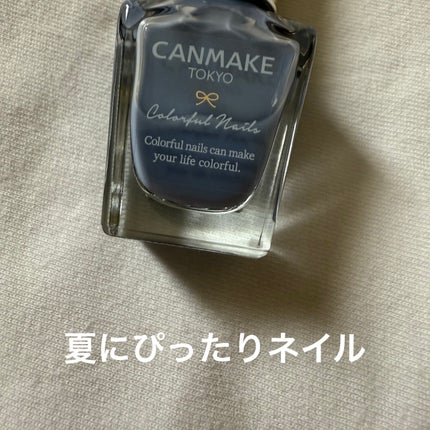 CANMAKE
TOKYO
Colorful Nails
Colorful nails can make
your life colorful.
夏にぴったりネイル